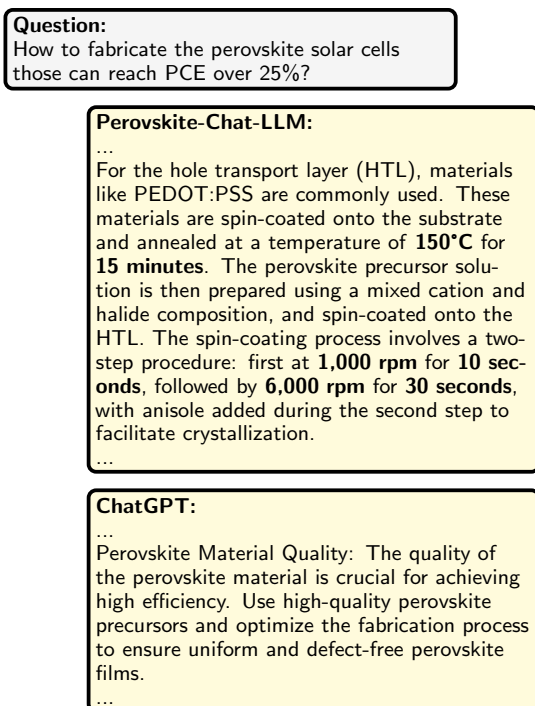 Question:
How to fabricate the perovskite solar cells
those can reach PCE over 25%?
Perovskite-Chat-LLM:
...
For the hole transport layer (HTL), materials
like PEDOT:PSS are commonly used. These
materials are spin-coated onto the substrate
and annealed at a temperature of 150°C for
15 minutes. The perovskite precursor solu-
tion is then prepared using a mixed cation and
halide composition, and spin-coated onto the
HTL. The spin-coating process involves a two-
step procedure: first at 1,000 rpm for 10 sec-
onds, followed by 6,000 rpm for 30 seconds,
with anisole added during the second step to
facilitate crystallization.
...
ChatGPT:
...
Perovskite Material Quality: The quality of
the perovskite material is crucial for achieving
high efficiency. Use high-quality perovskite
precursors and optimize the fabrication process
to ensure uniform and defect-free perovskite
films.
...